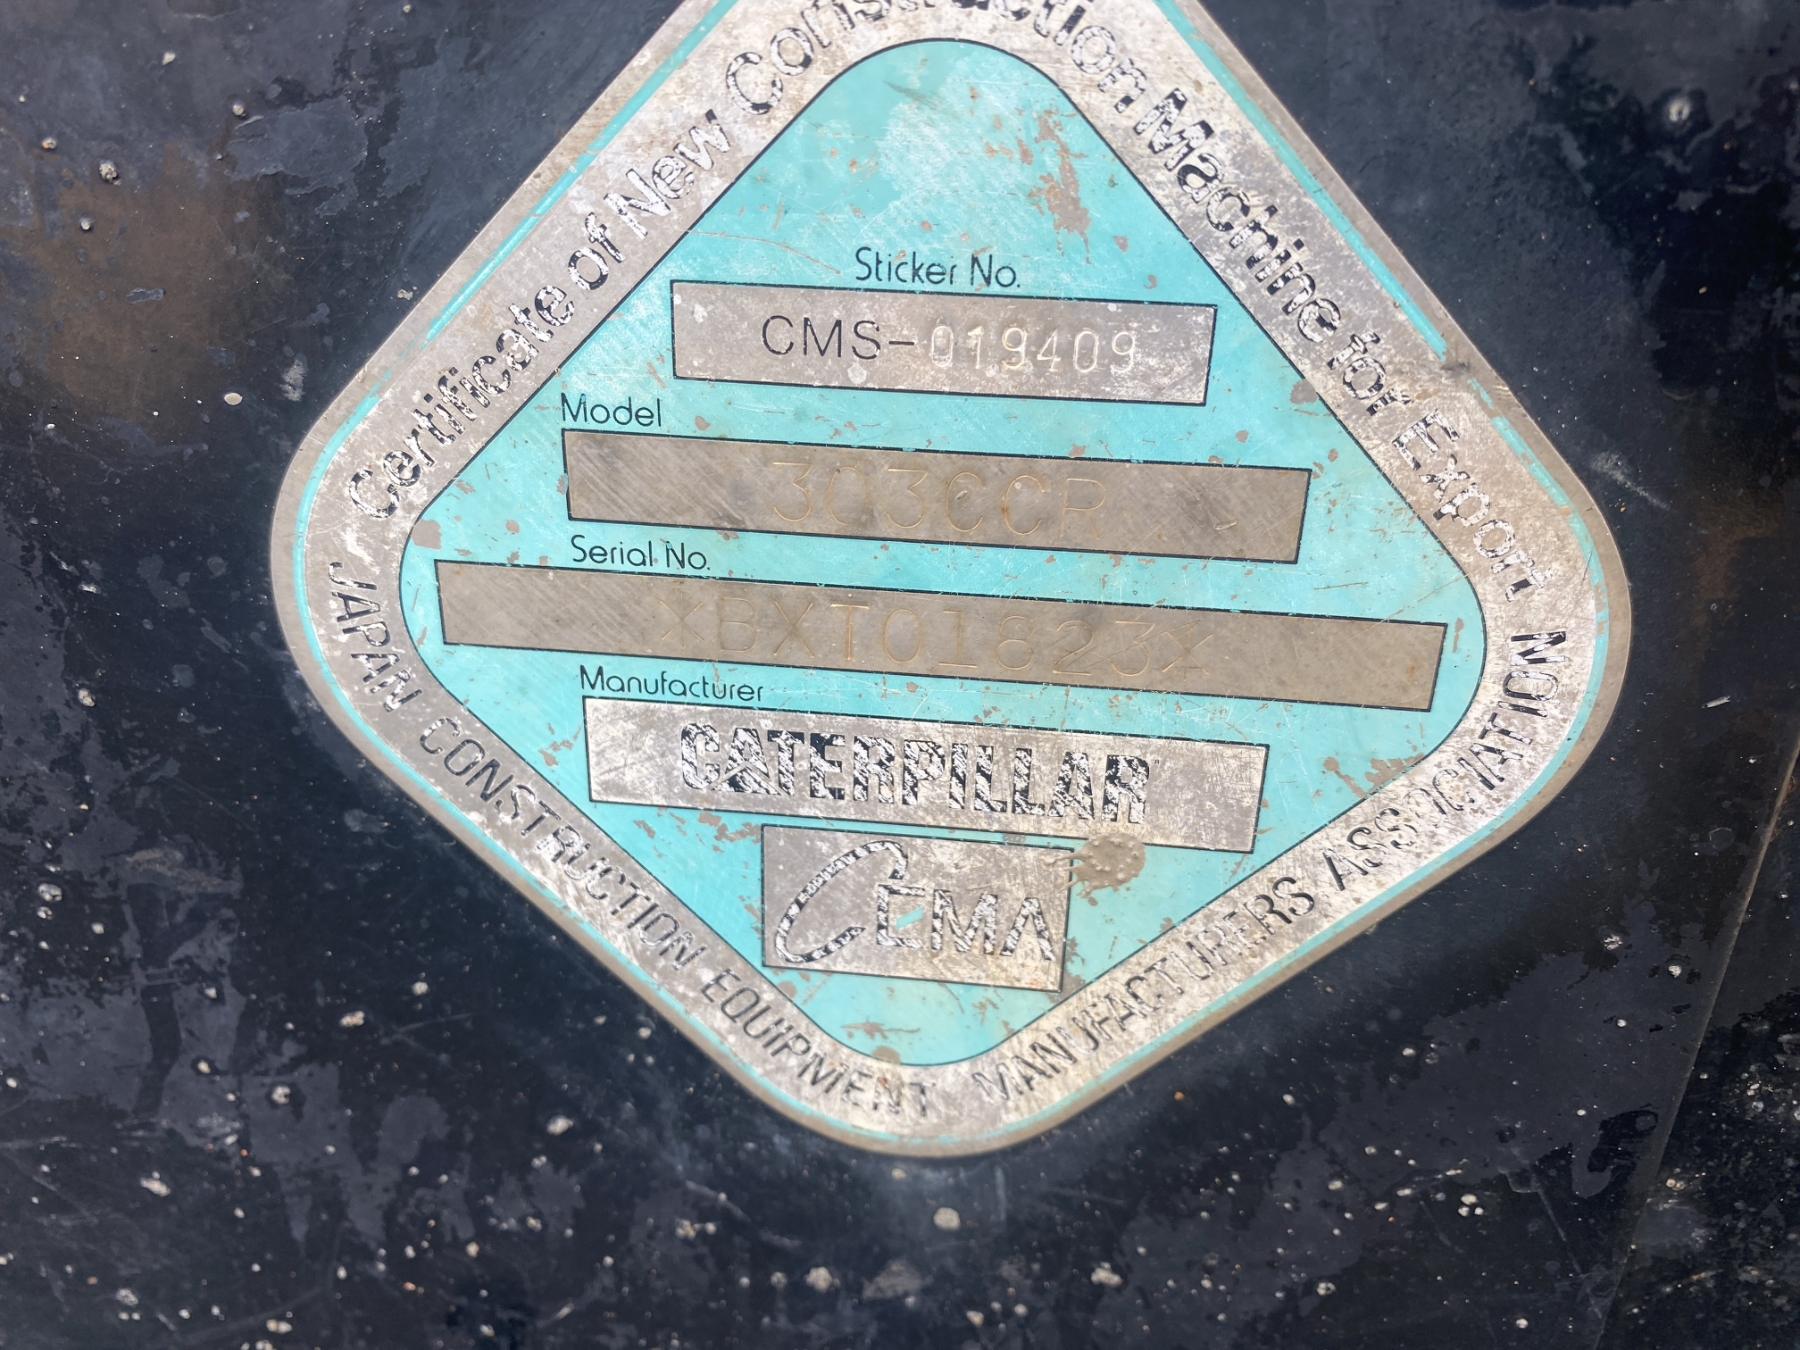 Certificate of New Construction Machine for Export
Sticker No.
CMS-019409
Model
303CCR
Serial No.
*BXT01823*
Manufacturer
CATERPILLAR
CEMA
JAPAN CONSTRUCTION EQUIPMENT MANUFACTURERS ASSOCIATION